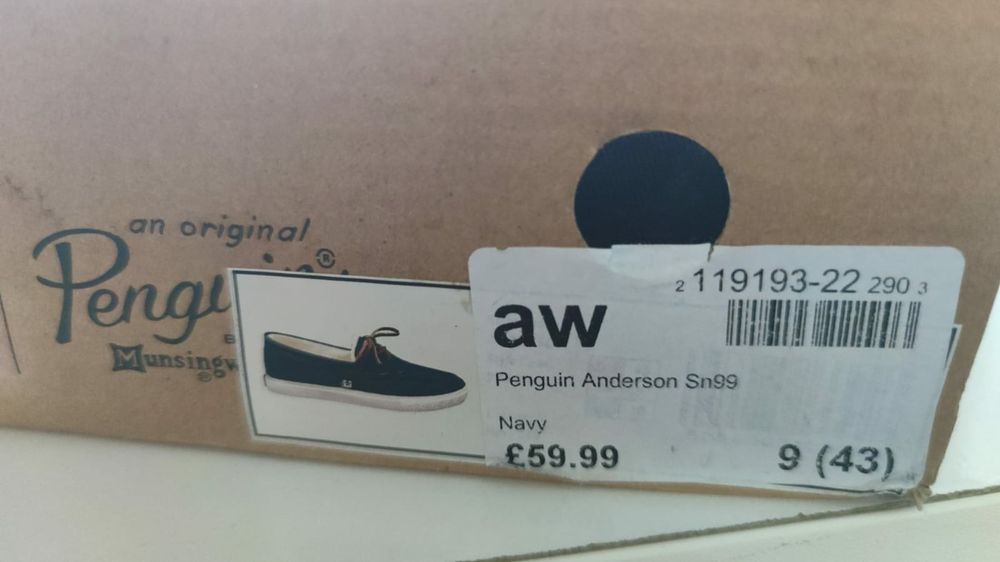 an original
Pengu
®
Munsingw
®
aw
2 119193-22 290 3
Penguin Anderson Sn99
Navy
£59.99
9 (43)